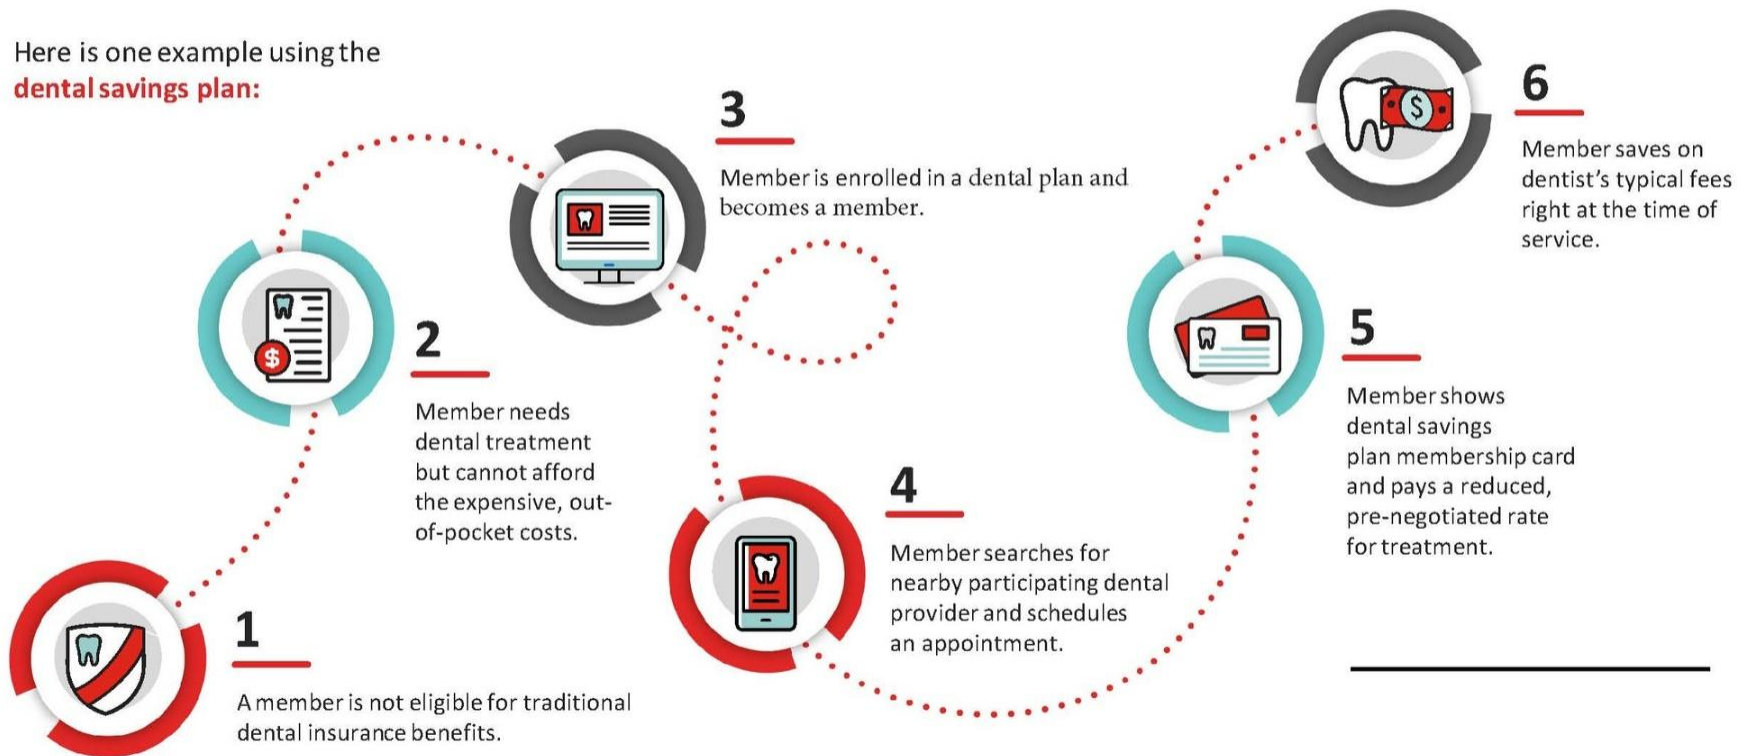 Here is one example using the
dental savings plan:
1
A member is not eligible for traditional
dental insurance benefits.
2
Member needs
dental treatment
but cannot afford
the expensive, out-
of-pocket costs.
$
3
Member is enrolled in a dental plan and
becomes a member.
4
Member searches for
nearby participating dental
provider and schedules
an appointment.
5
Member shows
dental savings
plan membership card
and pays a reduced,
pre-negotiated rate
for treatment.
6
Member saves on
dentist’s typical fees
right at the time of
service.
$